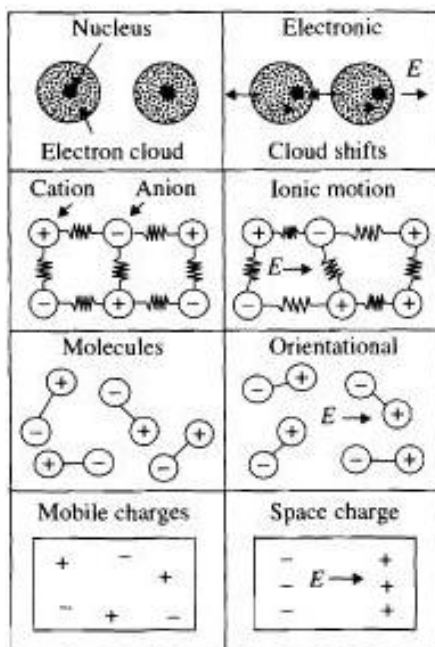 Nucleus
Electron cloud
Electronic
E
Cloud shifts
Cation Anion
+ − +
− + −
Ionic motion
+ − +
E
− + +
Molecules
+ −
− + +
+ − −
Orientational
− + −
E +
+
− − +
Mobile charges
+ − +
− + −
Space charge
− +
− E +
− +